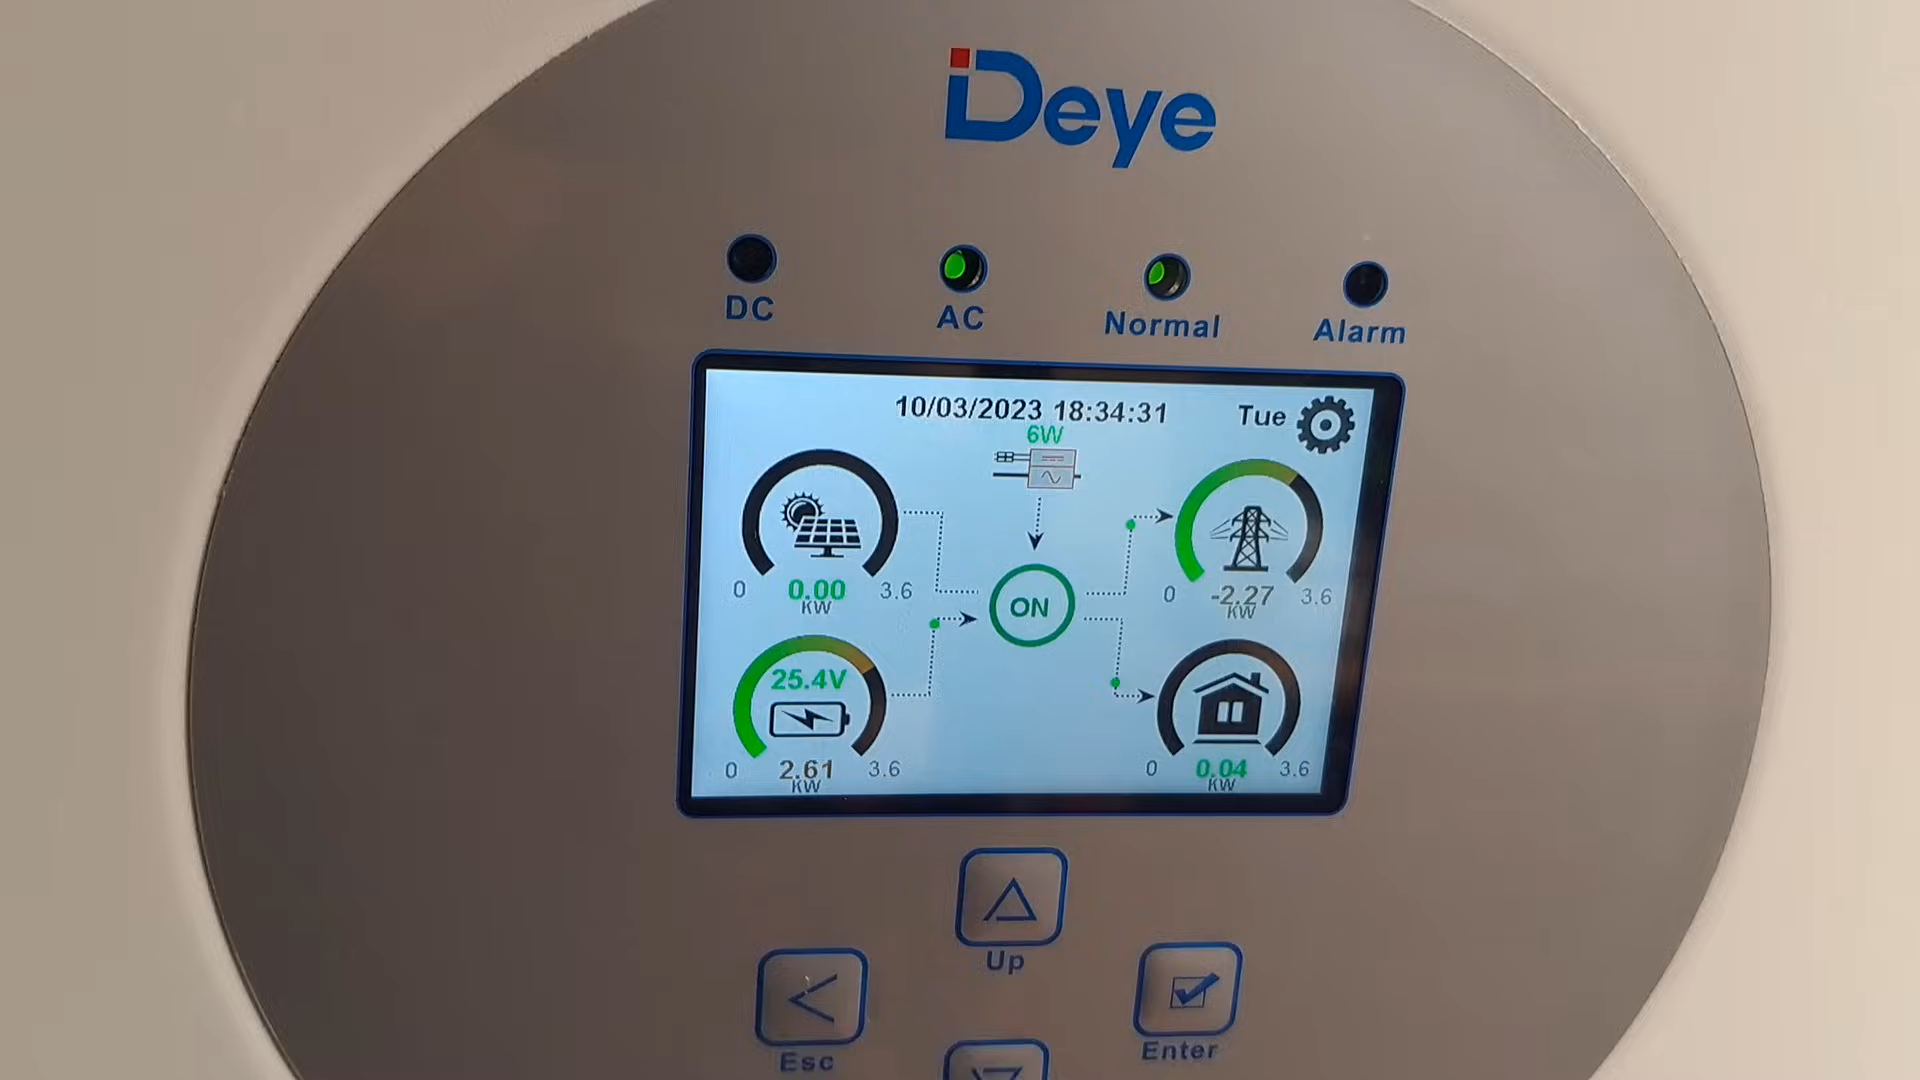 Deye
DC
AC
Normal
Alarm
10/03/2023 18:34:31
Tue
6W
0
0.00
3.6
KW
0
-2.27
3.6
KW
ON
25.4V
0
2.61
3.6
KW
0
0.04
3.6
KW
Up
Esc
Enter